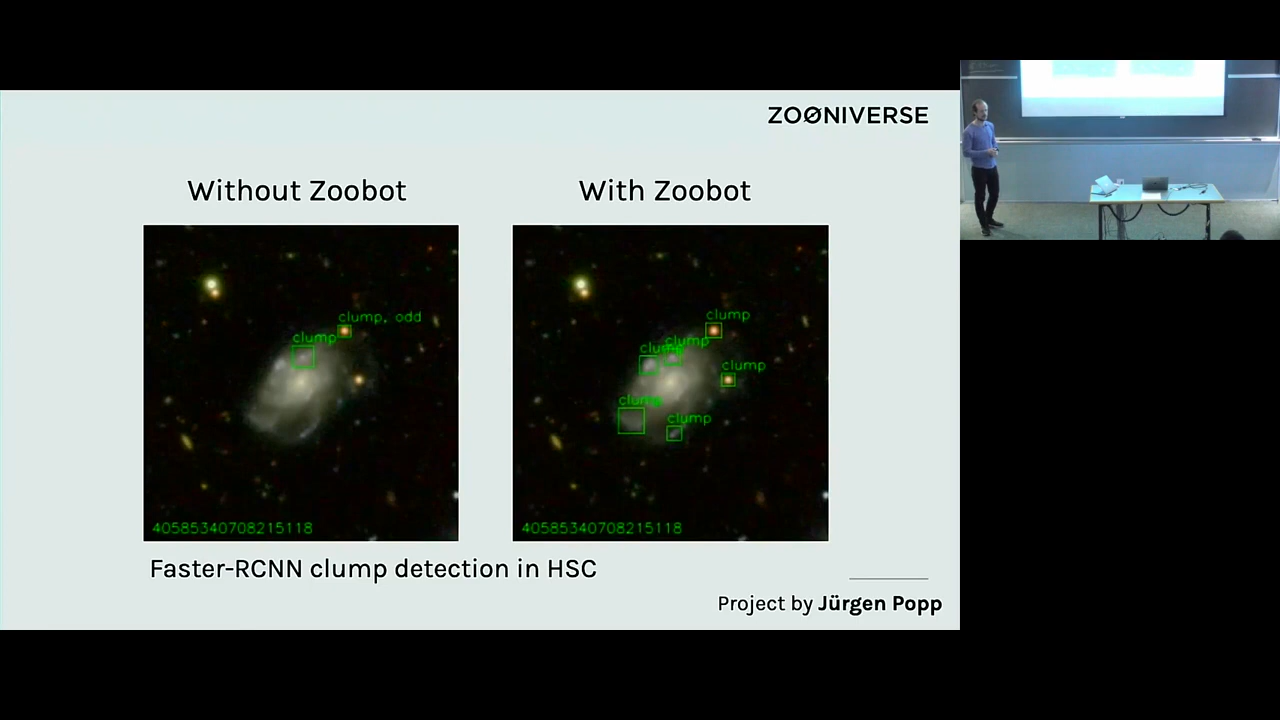 ZOØNIVERSE
Without Zoobot
With Zoobot
clump, odd
clump
40585340708215118
clump
clump
clump
clump
clump
clump
40585340708215118
Faster-RCNN clump detection in HSC
Project by Jürgen Popp